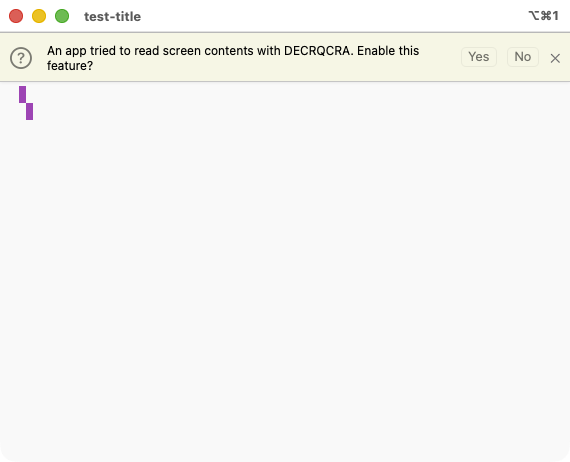 test-title
⌥⌘1
An app tried to read screen contents with DECRQCRA. Enable this
feature?
Yes
No